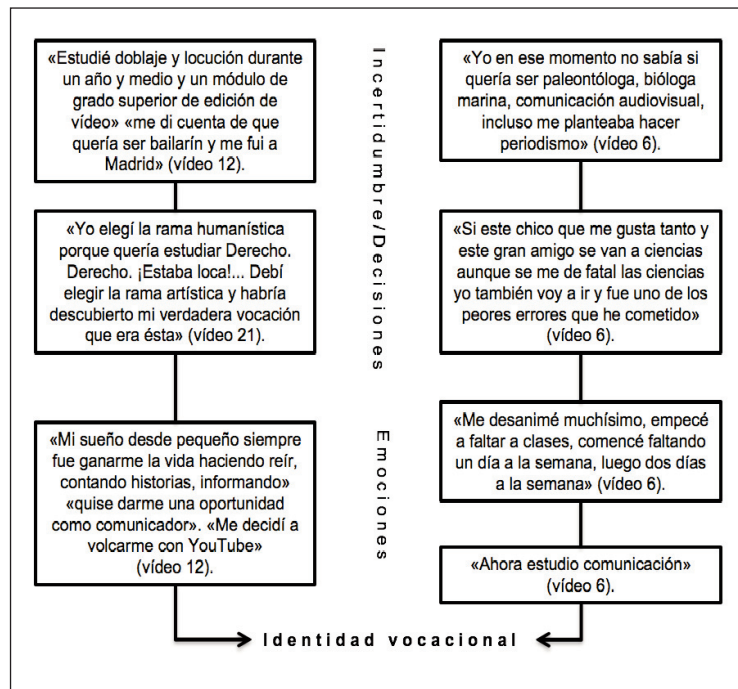 «Estudié doblaje y locución durante
un año y medio y un módulo de
grado superior de edición de
vídeo» «me di cuenta de que
quería ser bailarín y me fui a
Madrid» (vídeo 12).
«Yo elegí la rama humanística
porque quería estudiar Derecho.
Derecho. ¡Estaba loca!... Debí
elegir la rama artística y habría
descubierto mi verdadera vocación
que era ésta» (vídeo 21).
«Mi sueño desde pequeño siempre
fue ganarme la vida haciendo reír,
contando historias, informando»
«quise darme una oportunidad
como comunicador». «Me decidí a
volcarme con YouTube»
(vídeo 12).
Incertidumbre/Decisiones
Emociones
«Yo en ese momento no sabía si
quería ser paleontóloga, bióloga
marina, comunicación audiovisual,
incluso me planteaba hacer
periodismo» (vídeo 6).
«Si este chico que me gusta tanto y
este gran amigo se van a ciencias
aunque se me de fatal las ciencias
yo también voy a ir y fue uno de los
peores errores que he cometido»
(vídeo 6).
«Me desanimé muchísimo, empecé
a faltar a clases, comencé faltando
un día a la semana, luego dos días
a la semana» (vídeo 6).
«Ahora estudio comunicación»
(vídeo 6).
Identidad vocacional